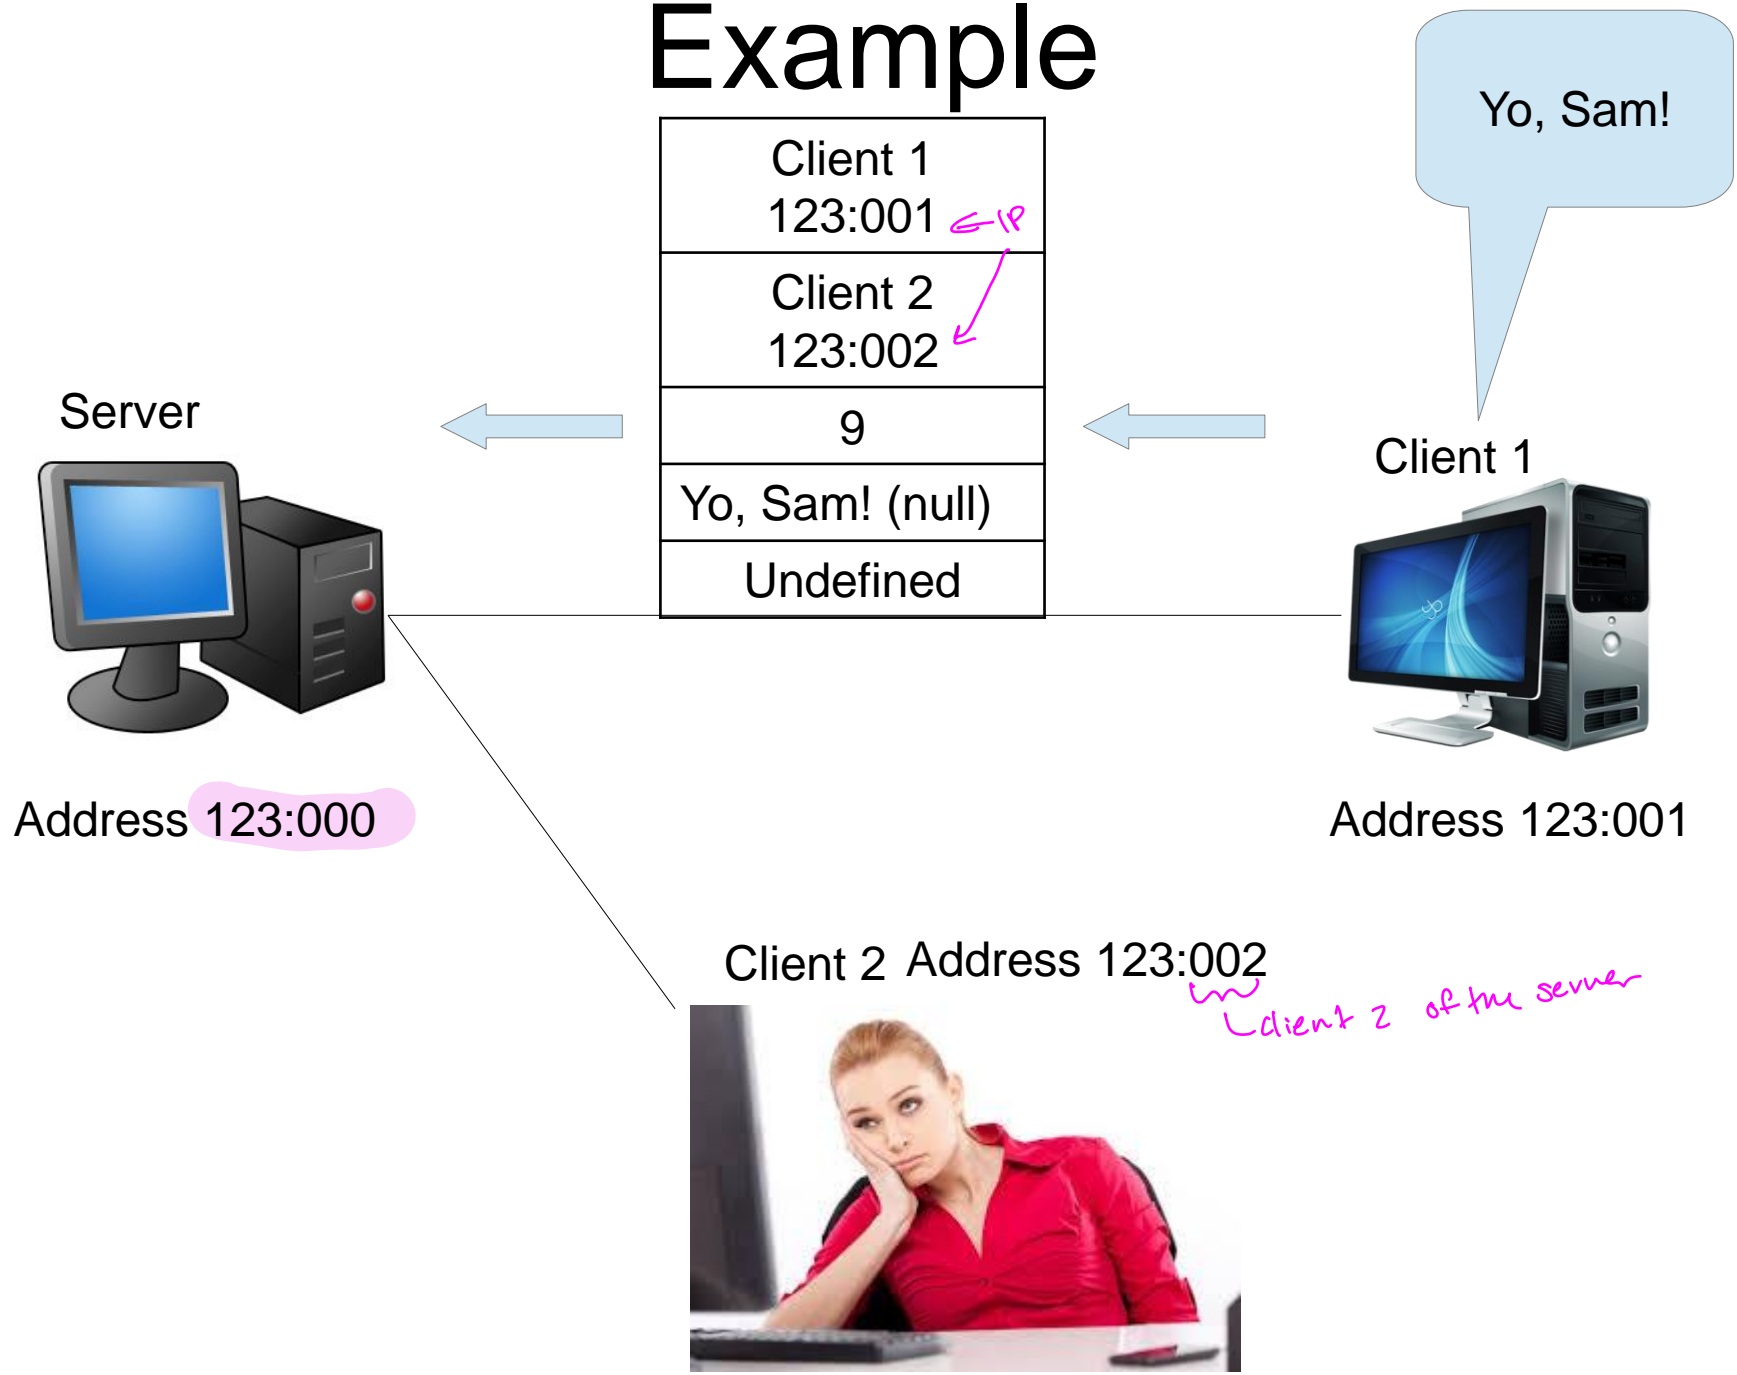 Example
Yo, Sam!
Client 1
123:001
<-IP
Client 2
123:002
9
Yo, Sam! (null)
Undefined
Server
Address 123:000
Client 1
Address 123:001
Client 2 Address 123:002
client 2 of the server